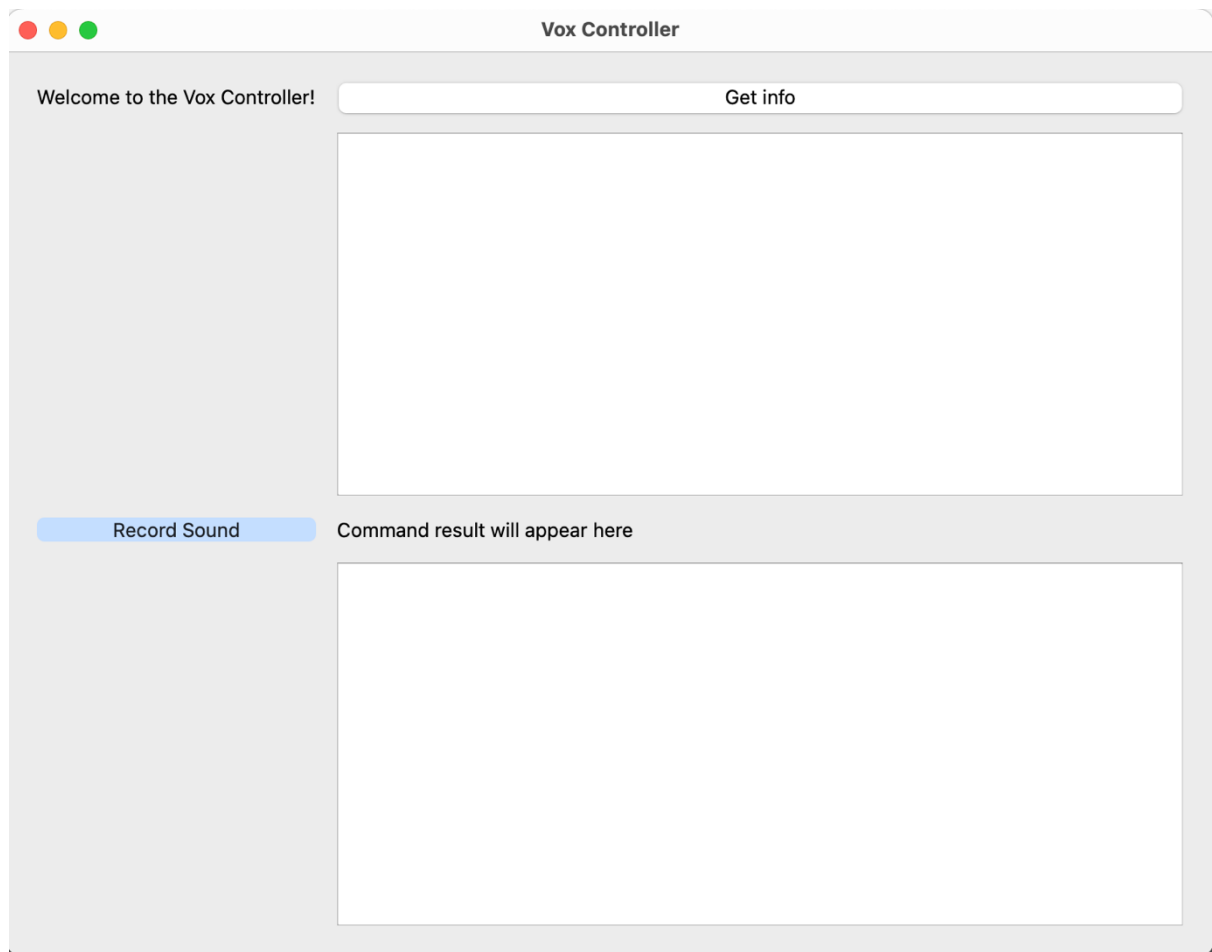 Vox Controller
Welcome to the Vox Controller!
Get info
Record Sound
Command result will appear here